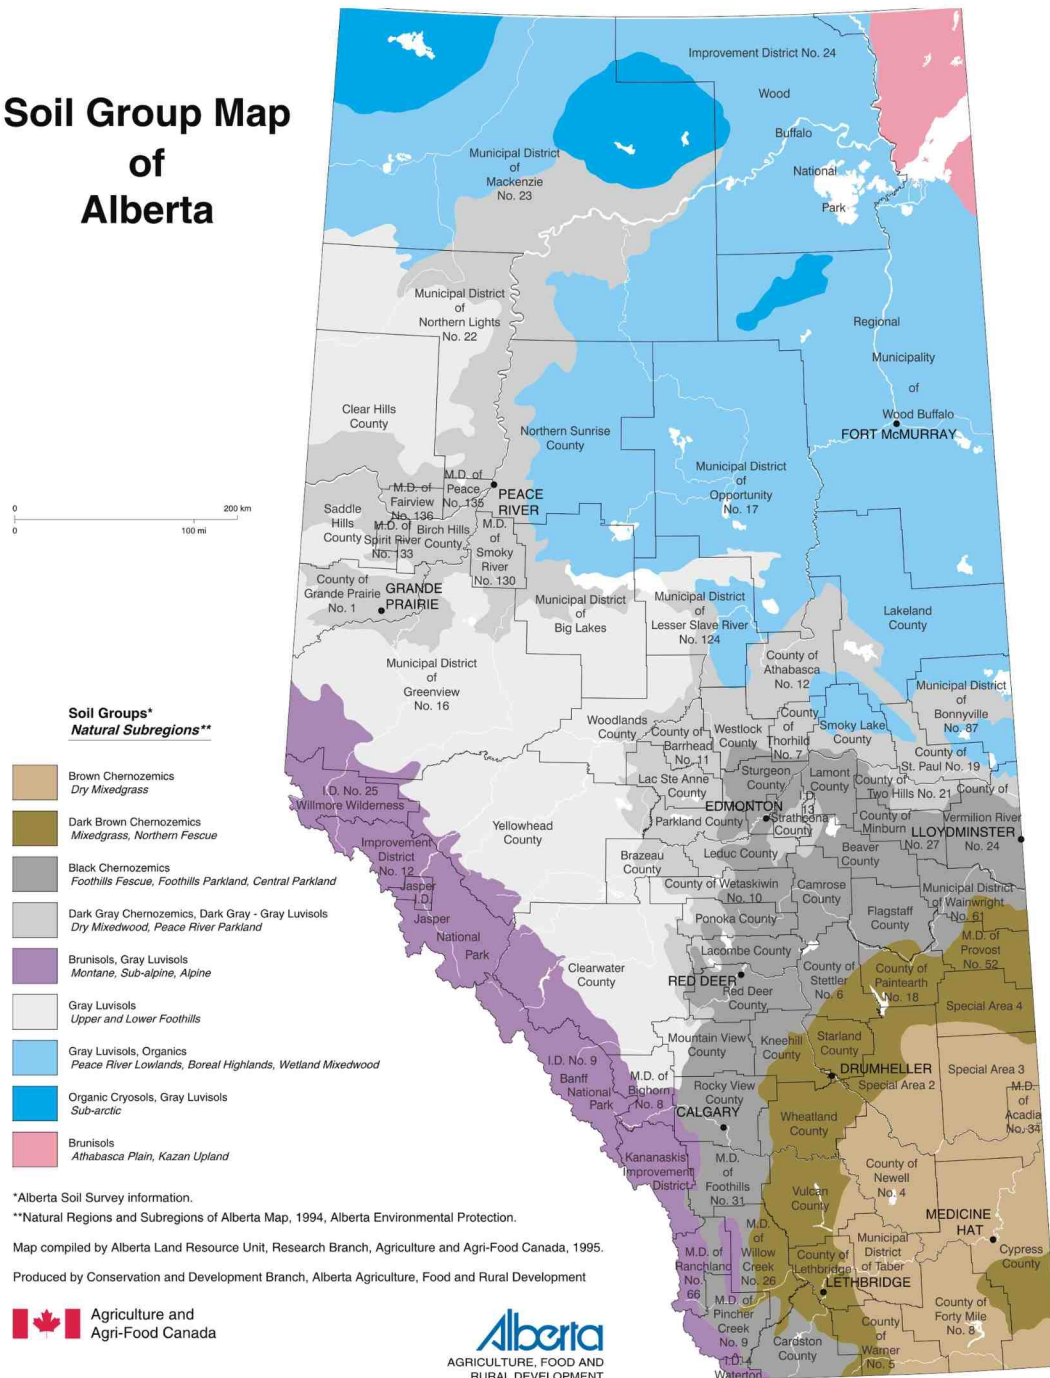 Soil Group Map
of
Alberta
Improvement District No. 24
Wood
Buffalo
National
Park
Municipal District
of
Mackenzie
No. 23
Municipal District
of
Northern Lights
No. 22
Regional
Municipality
of
Wood Buffalo
FORT McMURRAY
Clear Hills
County
Northern Sunrise
County
Municipal District
of
Opportunity
No. 17
M.D. of
Peace
No. 135
PEACE
RIVER
M.D. of
Fairview
No. 136
Saddle
Hills
County
M.D. of
Spirit River
No. 133
Birch Hills
County
M.D.
of
Smoky
River
No. 130
0
200 km
0
100 mi
County of
Grande Prairie
No. 1
GRANDE
PRAIRIE
Municipal District
of
Big Lakes
Municipal District
of
Lesser Slave River
No. 124
Lakeland
County
Municipal District
of
Greenview
No. 16
County of
Athabasca
No. 12
Municipal District
of
Bonnyville
No. 87
Woodlands
County
County of
Barrhead
No. 11
Westlock
County
County
of
Thorhild
No. 7
Smoky Lake
County
County of
St. Paul No. 19
Lac Ste Anne
County
Sturgeon
County
Lamont
County
County of
Two Hills No. 21
County of
Vermilion River
No. 24
I.D. No. 25
Willmore Wilderness
EDMONTON
I.D.
13
Strathcona
County
Parkland County
County of
Minburn
No. 27
LLOYDMINSTER
Yellowhead
County
Improvement
District
No. 12
Jasper
I.D.
Jasper
National
Park
Brazeau
County
Leduc County
Beaver
County
County of Wetaskiwin
No. 10
Camrose
County
Municipal District
of Wainwright
No. 61
Ponoka County
Flagstaff
County
M.D. of
Provost
No. 52
Lacombe County
Clearwater
County
RED DEER
Red Deer
County
County of
Stettler
No. 6
County of
Paintearth
No. 18
Special Area 4
Mountain View
County
Kneehill
County
Starland
County
DRUMHELLER
Special Area 2
Special Area 3
M.D.
of
Acadia
No. 34
I.D. No. 9
Banff
National
Park
M.D. of
Bighorn
No. 8
Rocky View
County
CALGARY
Wheatland
County
Kananaskis
Improvement
District
M.D.
of
Foothills
No. 31
Vulcan
County
County of
Newell
No. 4
MEDICINE
HAT
Cypress
County
M.D.
of
Willow
Creek
No. 26
M.D. of
Ranchland
No.
66
County of
Lethbridge
LETHBRIDGE
Municipal
District
of Taber
M.D. of
Pincher
Creek
No. 9
I.D. 4
Waterton
Cardston
County
County
of
Warner
No. 5
County of
Forty Mile
No. 8
Soil Groups*
Natural Subregions**
Brown Chernozemics
Dry Mixedgrass
Dark Brown Chernozemics
Mixedgrass, Northern Fescue
Black Chernozemics
Foothills Fescue, Foothills Parkland, Central Parkland
Dark Gray Chernozemics, Dark Gray - Gray Luvisols
Dry Mixedwood, Peace River Parkland
Brunisols, Gray Luvisols
Montane, Sub-alpine, Alpine
Gray Luvisols
Upper and Lower Foothills
Gray Luvisols, Organics
Peace River Lowlands, Boreal Highlands, Wetland Mixedwood
Organic Cryosols, Gray Luvisols
Sub-arctic
Brunisols
Athabasca Plain, Kazan Upland
*Alberta Soil Survey information.
**Natural Regions and Subregions of Alberta Map, 1994, Alberta Environmental Protection.
Map compiled by Alberta Land Resource Unit, Research Branch, Agriculture and Agri-Food Canada, 1995.
Produced by Conservation and Development Branch, Alberta Agriculture, Food and Rural Development
Agriculture and
Agri-Food Canada
Alberta
AGRICULTURE, FOOD AND
RURAL DEVELOPMENT